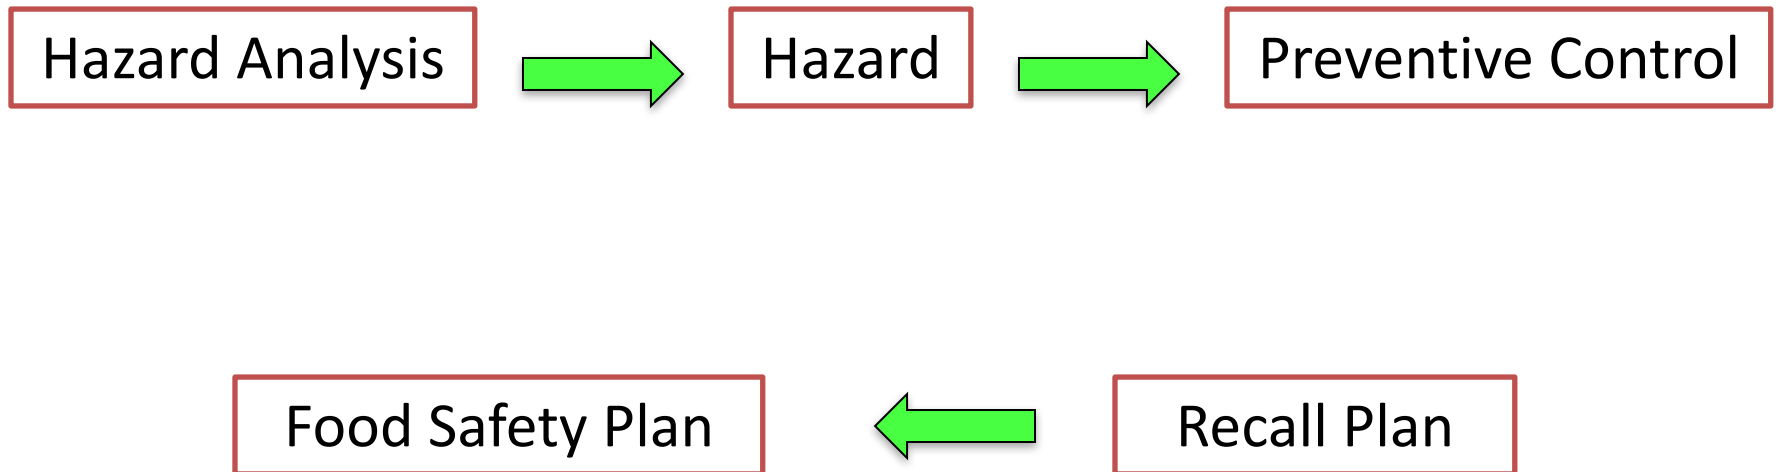 Hazard Analysis
Hazard
Preventive Control
Food Safety Plan
Recall Plan